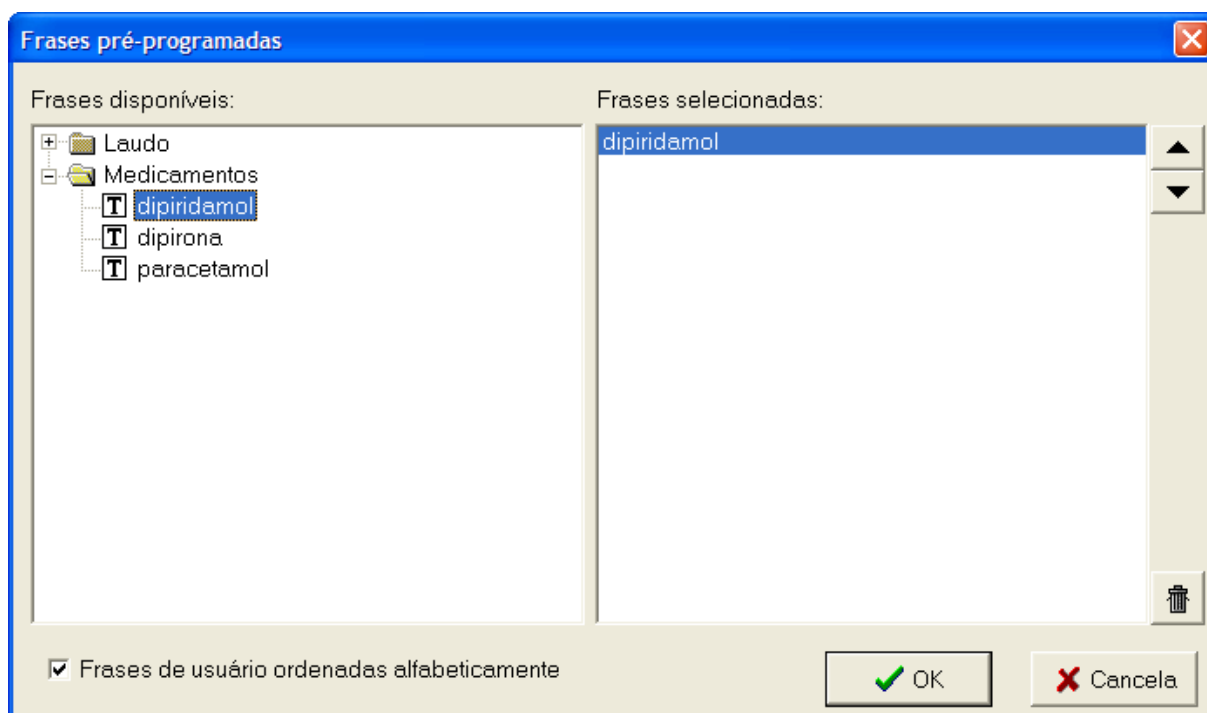 Frases pré-programadas
Frases disponíveis:
Laudo
Medicamentos
T dipiridamol
T dipirona
T paracetamol
Frases selecionadas:
dipiridamol
Frases de usuário ordenadas alfabeticamente
OK
Cancela